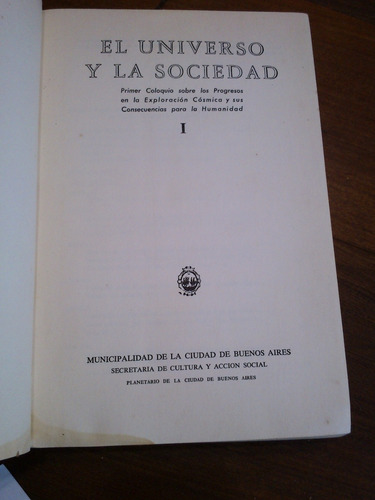 EL UNIVERSO
Y LA SOCIEDAD
Primer Coloquio sobre los Progresos
en la Exploración Cósmica y sus
Consecuencias para la Humanidad
I
MUNICIPALIDAD DE LA CIUDAD DE BUENOS AIRES
SECRETARIA DE CULTURA Y ACCION SOCIAL
PLANETARIO DE LA CIUDAD DE BUENOS AIRES